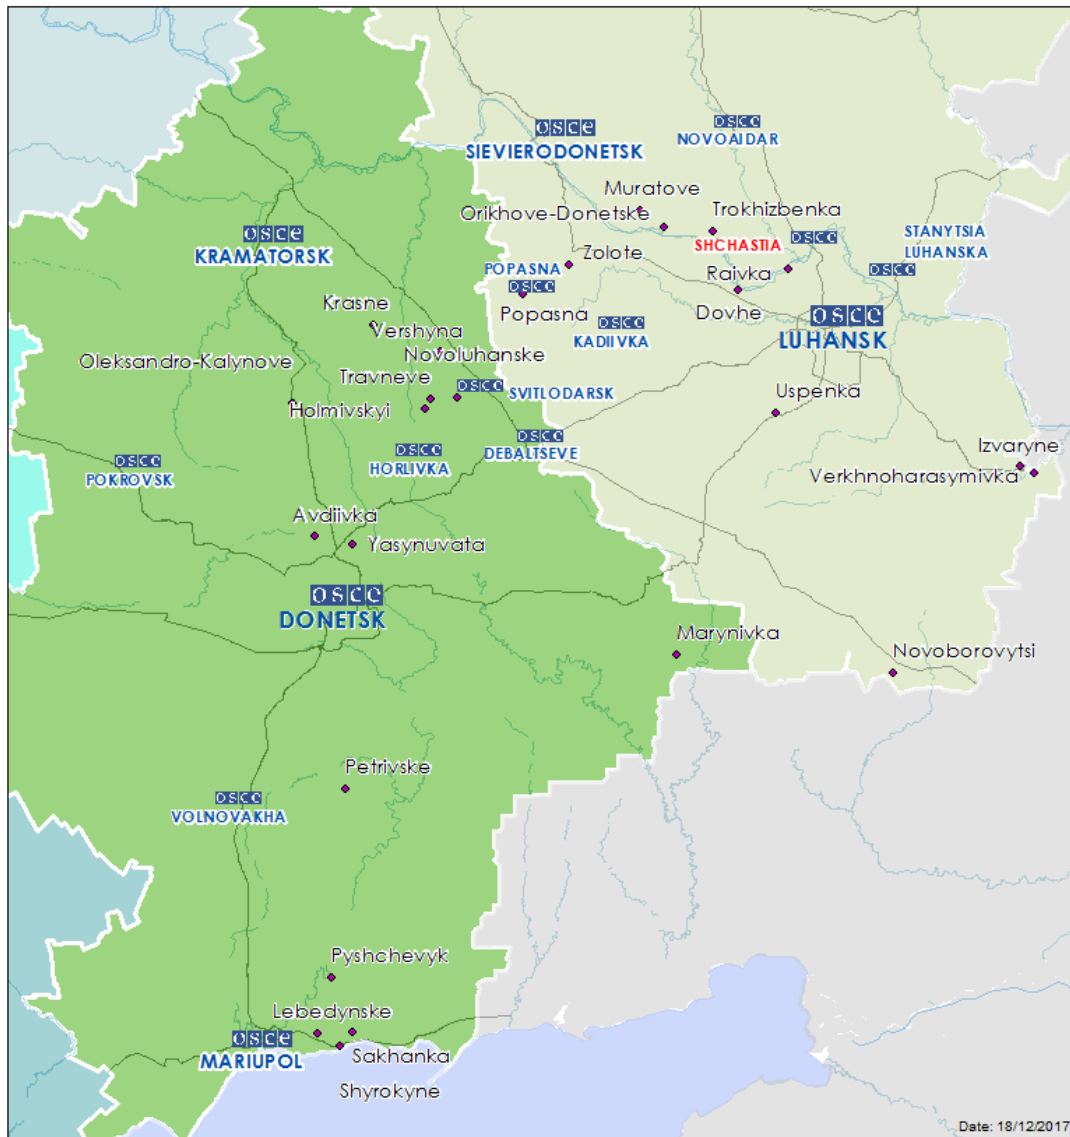 osce
SIEVIERODONETSK
osce
NOVOAIDAR
Muratove
Orikhove-Donetske
Trokhizbenka
osce
KRAMATORSK
SHCHASTIA
osce
STANYTSIA
LUHANSKA
osce
Zolote
POPASNA
osce
Popasna
Raivka
Dovhe
osce
LUHANSK
Krasne
Vershyna
osce
KADIIVKA
Novoluhanske
Oleksandro-Kalynove
Travneve
osce
SVITLODARSK
Holmivskyi
Uspenka
osce
HORLIVKA
osce
DEBALTSEVE
osce
POKROVSK
Izvaryne
Verkhnoharasymivka
Avdiivka
Yasynuvata
osce
DONETSK
Marynivka
Novoborovytsi
Petrivske
osce
VOLNOVAKHA
Pyshchevyk
Lebedynske
osce
MARIUPOL
Sakhanka
Shyrokyne
Date: 18/12/2017